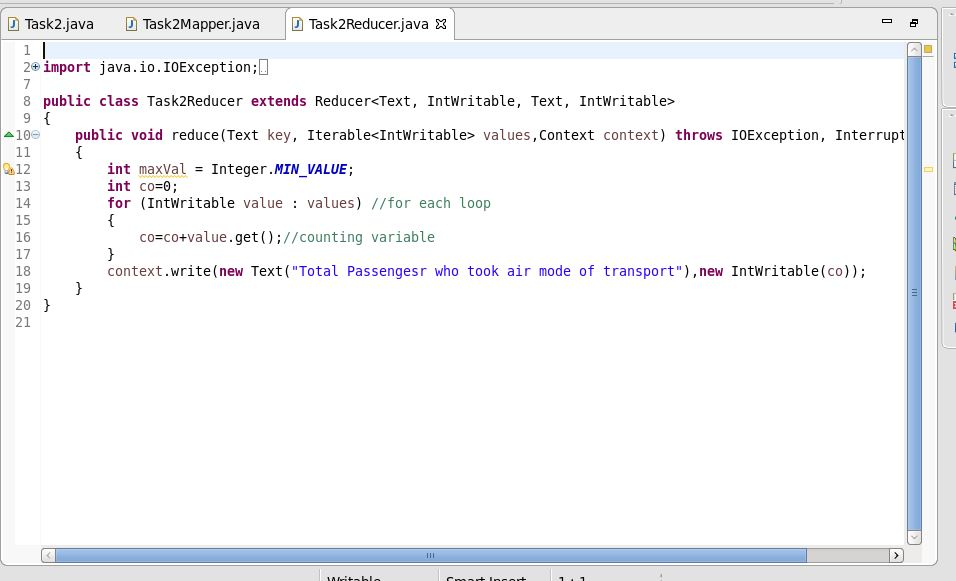 Task2.java Task2Mapper.java Task2Reducer.java
1
2 import java.io.IOException;
7
8 public class Task2Reducer extends Reducer<Text, IntWritable, Text, IntWritable>
9 {
10 public void reduce(Text key, Iterable<IntWritable> values,Context context) throws IOException, Interrupt
11 {
12 int maxVal = Integer.MIN_VALUE;
13 int co=0;
14 for (IntWritable value : values) //for each loop
15 {
16 co=co+value.get();//counting variable
17 }
18 context.write(new Text("Total Passengesr who took air mode of transport"),new IntWritable(co));
19 }
20 }
21
Writable Smart Insert 1 : 1